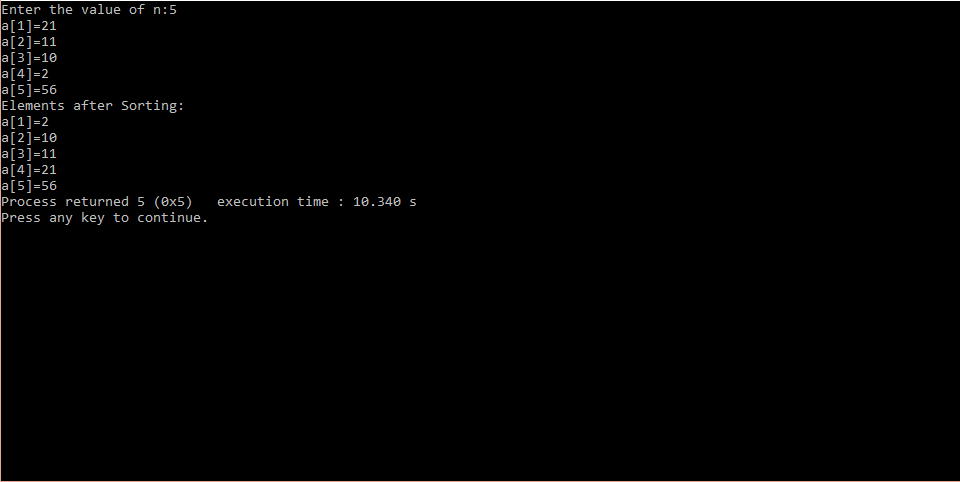 Enter the value of n:5
a[1]=21
a[2]=11
a[3]=10
a[4]=2
a[5]=56
Elements after Sorting:
a[1]=2
a[2]=10
a[3]=11
a[4]=21
a[5]=56
Process returned 5 (0x5)   execution time : 10.340 s
Press any key to continue.